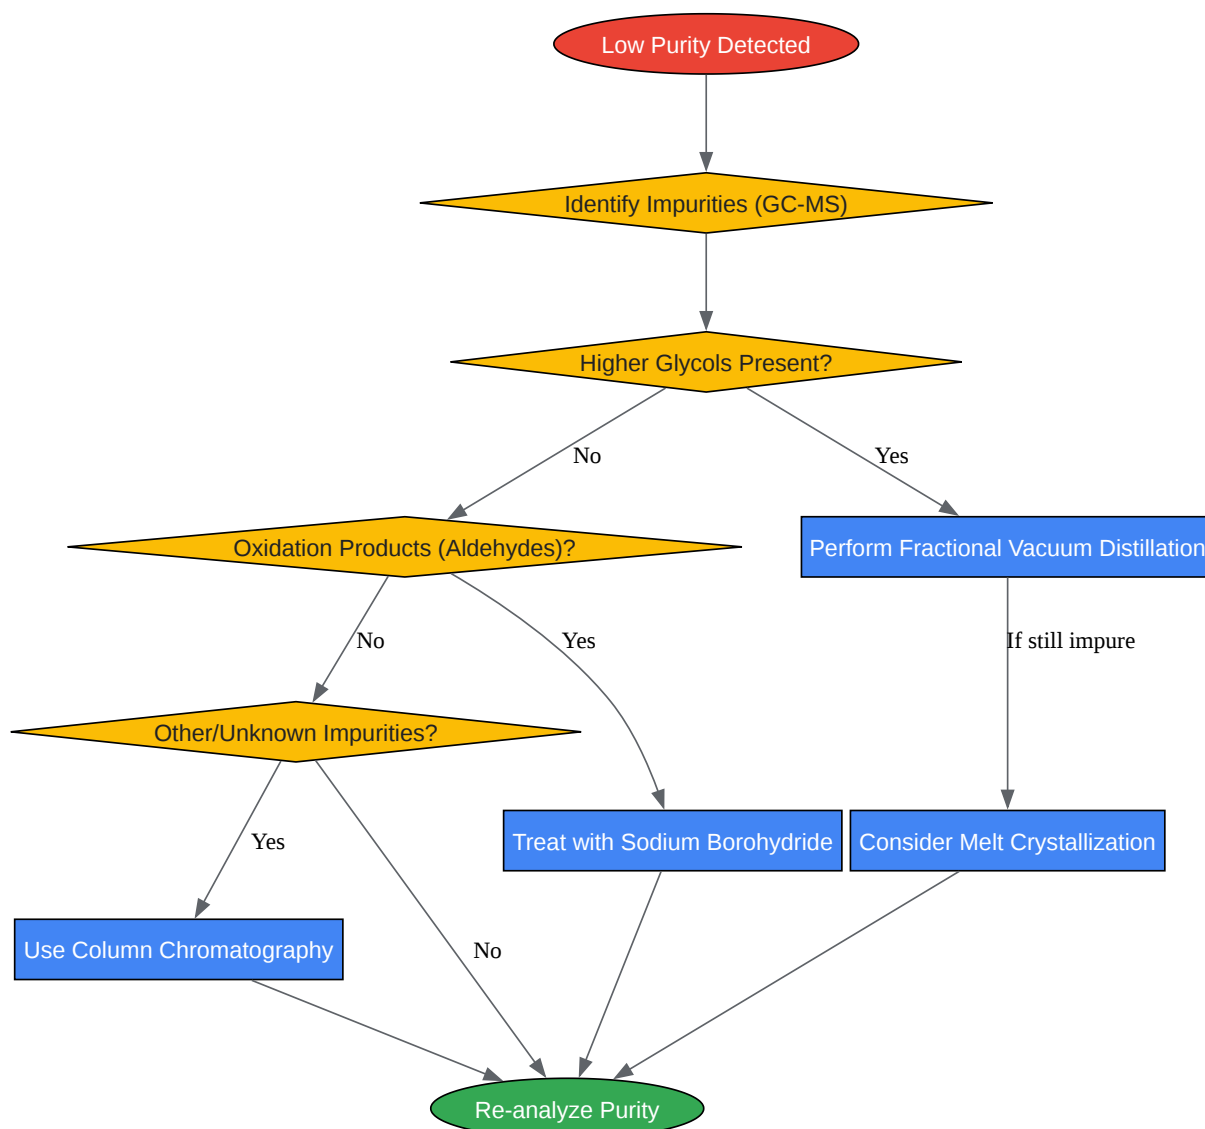 Low Purity Detected
Identify Impurities (GC-MS)
Higher Glycols Present?
No
Yes
Oxidation Products (Aldehydes)?
Perform Fractional Vacuum Distillation
No
Yes
If still impure
Other/Unknown Impurities?
Yes
Treat with Sodium Borohydride
Consider Melt Crystallization
Use Column Chromatography
No
Re-analyze Purity